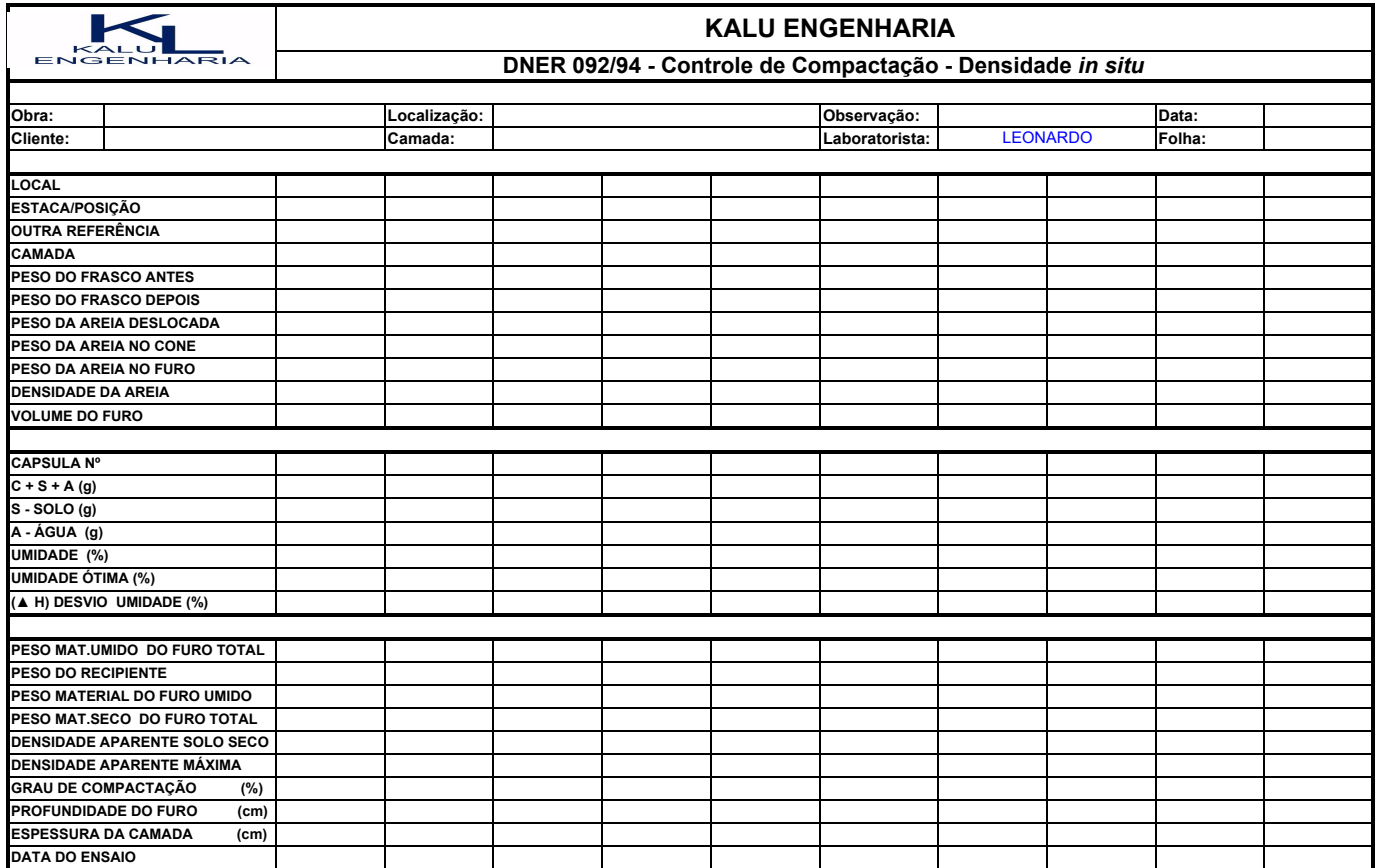 KL
KALU
ENGENHARIA
KALU ENGENHARIA
DNER 092/94 - Controle de Compactação - Densidade in situ
Obra: Localização: Observação: Data:
Cliente: Camada: Laboratorista: LEONARDO Folha:
LOCAL
ESTACA/POSIÇÃO
OUTRA REFERÊNCIA
CAMADA
PESO DO FRASCO ANTES
PESO DO FRASCO DEPOIS
PESO DA AREIA DESLOCADA
PESO DA AREIA NO CONE
PESO DA AREIA NO FURO
DENSIDADE DA AREIA
VOLUME DO FURO
CAPSULA Nº
C + S + A (g)
S - SOLO (g)
A - ÁGUA (g)
UMIDADE (%)
UMIDADE ÓTIMA (%)
(▲ H) DESVIO UMIDADE (%)
PESO MAT.UMIDO DO FURO TOTAL
PESO DO RECIPIENTE
PESO MATERIAL DO FURO UMIDO
PESO MAT.SECO DO FURO TOTAL
DENSIDADE APARENTE SOLO SECO
DENSIDADE APARENTE MÁXIMA
GRAU DE COMPACTAÇÃO (%)
PROFUNDIDADE DO FURO (cm)
ESPESSURA DA CAMADA (cm)
DATA DO ENSAIO